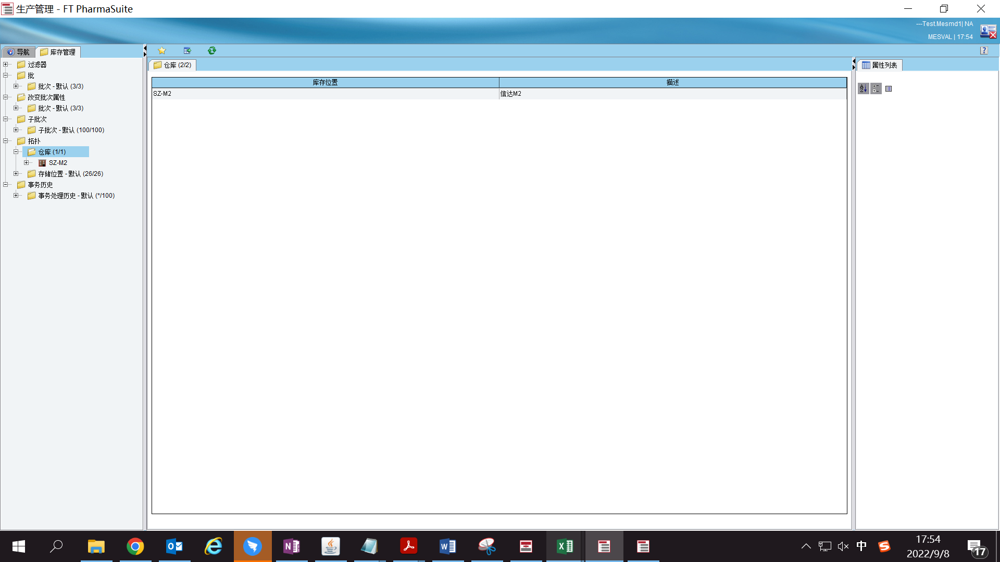 生产管理 - FT PharmaSuite
---Test.Mesmd1| NA
MESVAL | 17:54
导航
库存管理
过滤器
批
批次 - 默认 (3/3)
改变批次属性
批次 - 默认 (3/3)
子批次
子批次 - 默认 (100/100)
拓扑
仓库 (1/1)
SZ-M2
存储位置 - 默认 (26/26)
事务历史
事务处理历史 - 默认 (*/100)
仓库 (2/2)
库存位置 描述
SZ-M2 信达M2
属性列表
中
17:54
2022/9/8
17